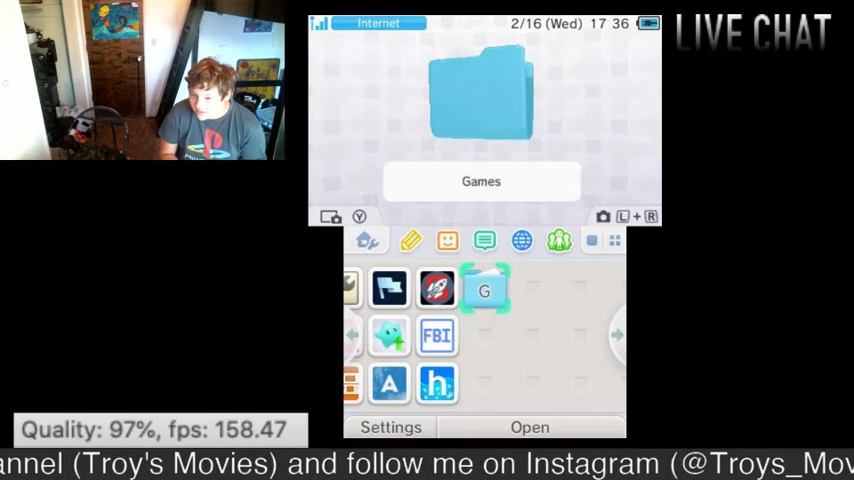 Internet
2/16 (Wed) 17 36
LIVE CHAT
Games
Y
L + R
G
FBI
A
h
Settings
Open
Quality: 97%, fps: 158.47
annel (Troy's Movies) and follow me on Instagram (@Troys_Mov